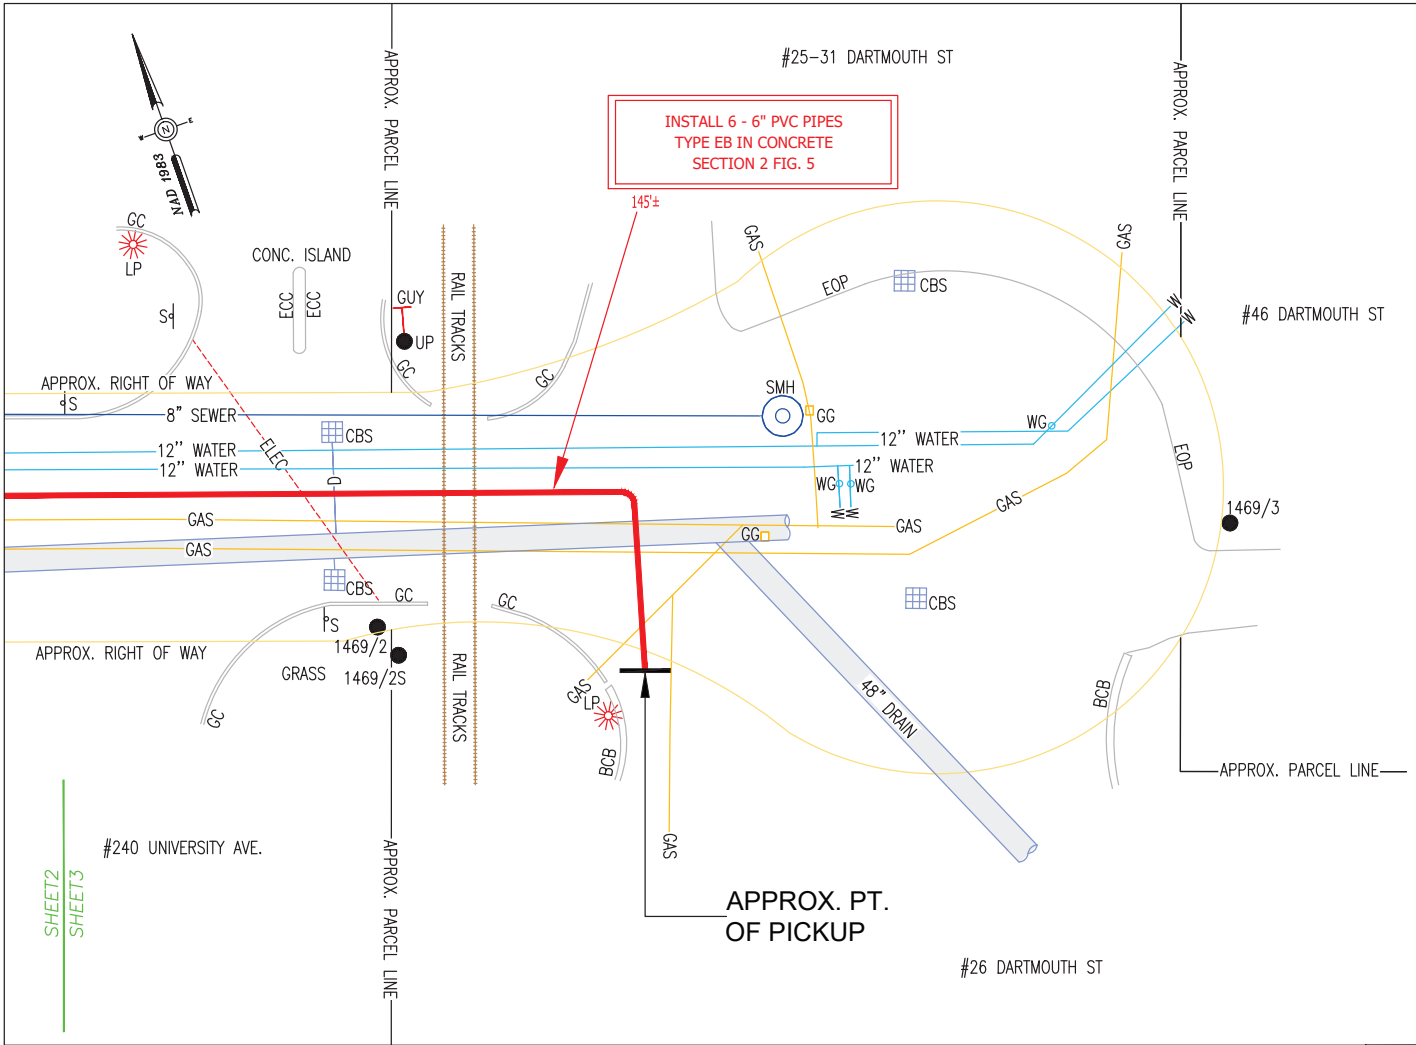 #25-31 DARTMOUTH ST
APPROX. PARCEL LINE
APPROX. PARCEL LINE
INSTALL 6 - 6" PVC PIPES
TYPE EB IN CONCRETE
SECTION 2 FIG. 5
145'±
N
E
W
NAD 1983
GC
LP
CONC. ISLAND
ECC
ECC
GUY
UP
GC
RAIL TRACKS
GC
S
S
GAS
EOP
CBS
GAS
W
W
#46 DARTMOUTH ST
APPROX. RIGHT OF WAY
8" SEWER
SMH
GG
CBS
12'' WATER
12'' WATER
ELEC
D
12'' WATER
12'' WATER
WG
WG
WG
W
W
EOP
GAS
GAS
GAS
GAS
GG
1469/3
CBS
GC
GC
CBS
S
1469/2
1469/2S
GRASS
APPROX. RIGHT OF WAY
GC
RAIL TRACKS
GAS
LP
BCB
48" DRAIN
BCB
APPROX. PARCEL LINE
#240 UNIVERSITY AVE.
SHEET2
SHEET3
APPROX. PARCEL LINE
GAS
APPROX. PT.
OF PICKUP
#26 DARTMOUTH ST